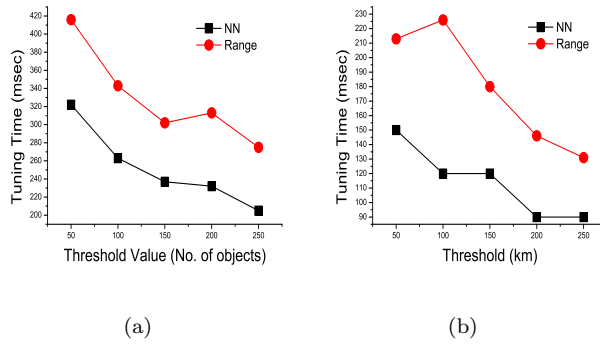 420
400
380
360
340
320
300
280
260
240
220
200
Tuning Time (msec)
NN
Range
50 100 150 200 250
Threshold Value (No. of objects)
(a)
230
220
210
200
190
180
170
160
150
140
130
120
110
100
90
Tuning Time (msec)
NN
Range
50 100 150 200 250
Threshold (km)
(b)